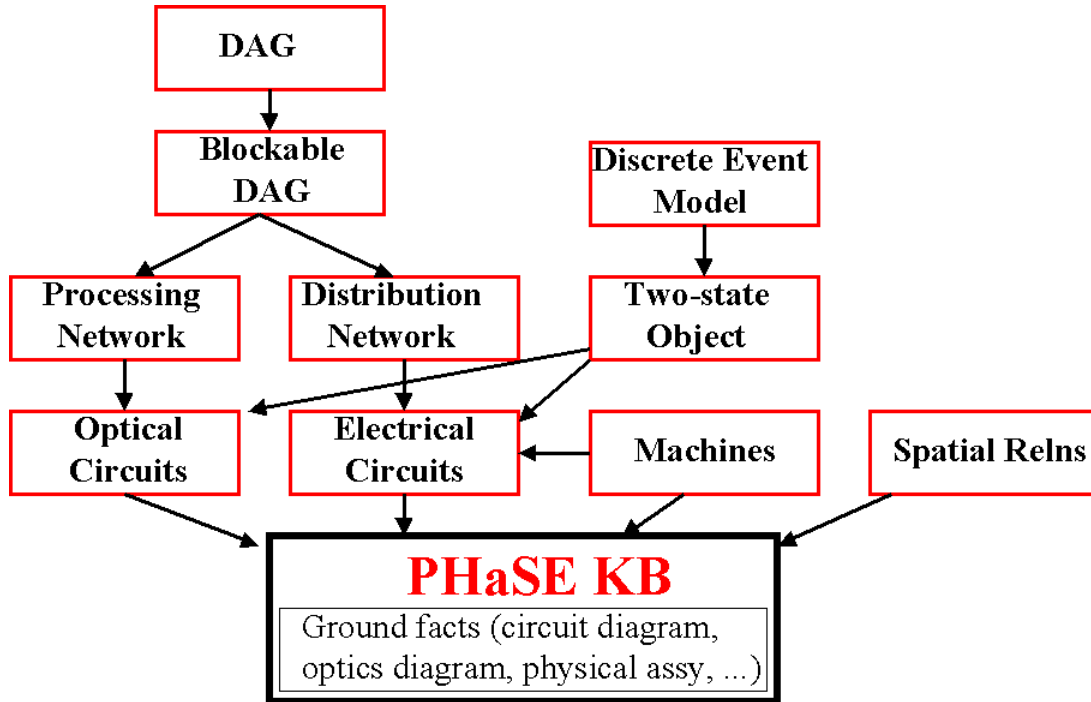 DAG
Blockable
DAG
Discrete Event
Model
Processing
Network
Distribution
Network
Two-state
Object
Optical
Circuits
Electrical
Circuits
Machines
Spatial Relns
PHaSE KB
Ground facts (circuit diagram,
optics diagram, physical assy, ...)